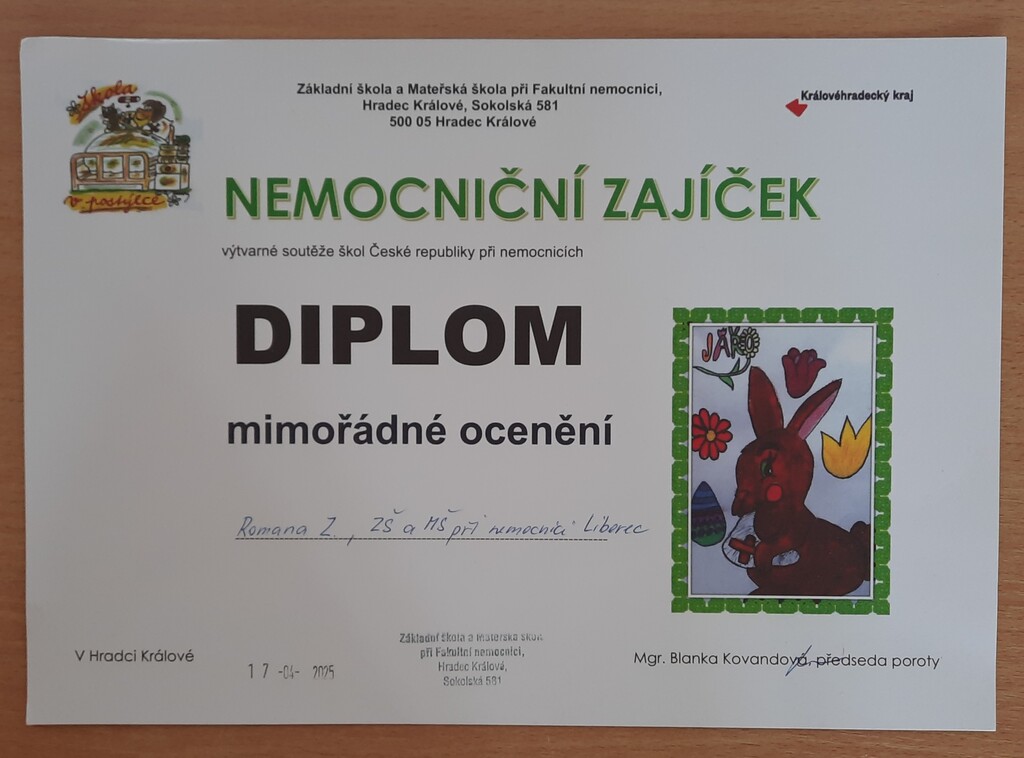 Škola
v postýlce
Základní škola a Mateřská škola při Fakultní nemocnici,
Hradec Králové, Sokolská 581
500 05 Hradec Králové
Královéhradecký kraj
NEMOCNIČNÍ ZAJÍČEK
výtvarné soutěže škol České republiky při nemocnicích
DIPLOM
mimořádné ocenění
JARO
Romana Z., ZŠ a MŠ při nemocnici Liberec
V Hradci Králové
17 -04- 2025
Základní škola a Mateřská škola
při Fakultní nemocnici,
Hradec Králové,
Sokolská 581
Mgr. Blanka Kovandová, předseda poroty